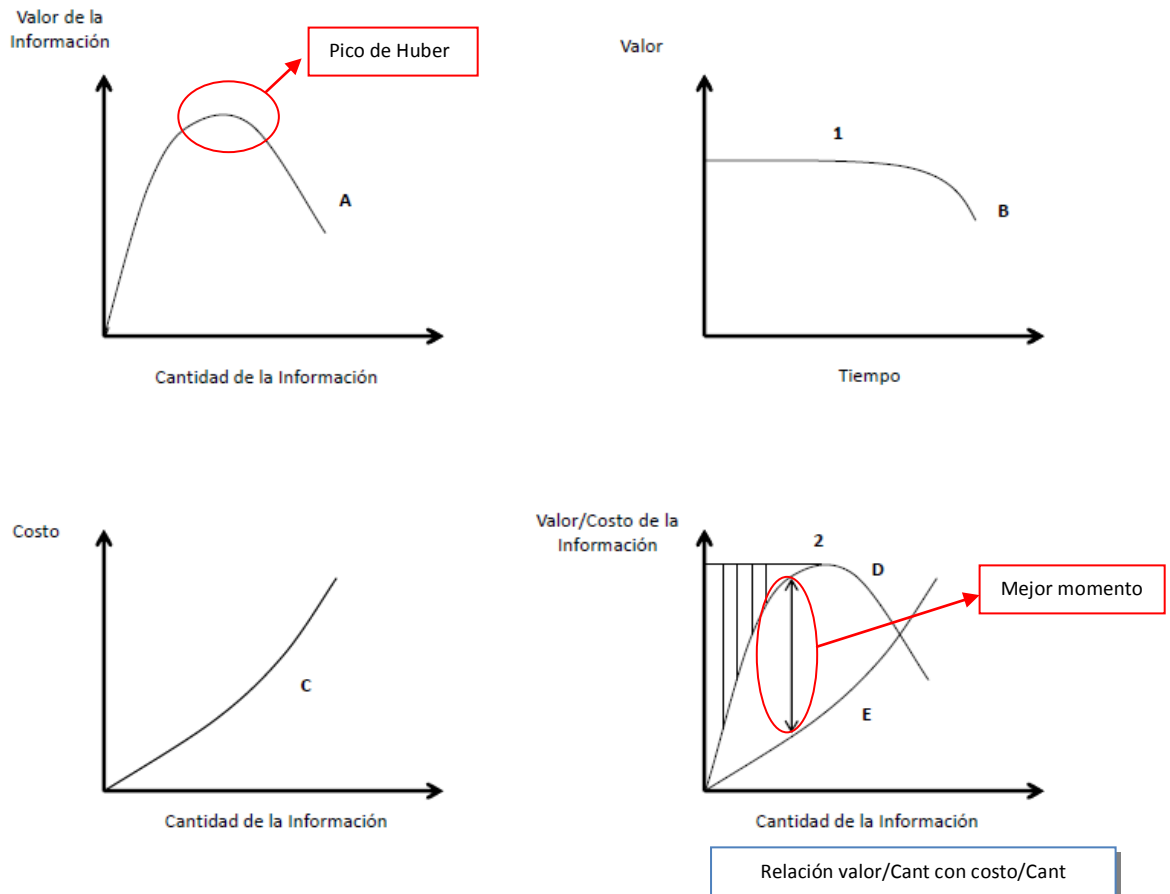 Valor de la
Información
Pico de Huber
A
Cantidad de la Información
Valor
1
B
Tiempo
Costo
C
Cantidad de la Información
Valor/Costo de la
Información
2
D
Mejor momento
E
Cantidad de la Información
Relación valor/Cant con costo/Cant